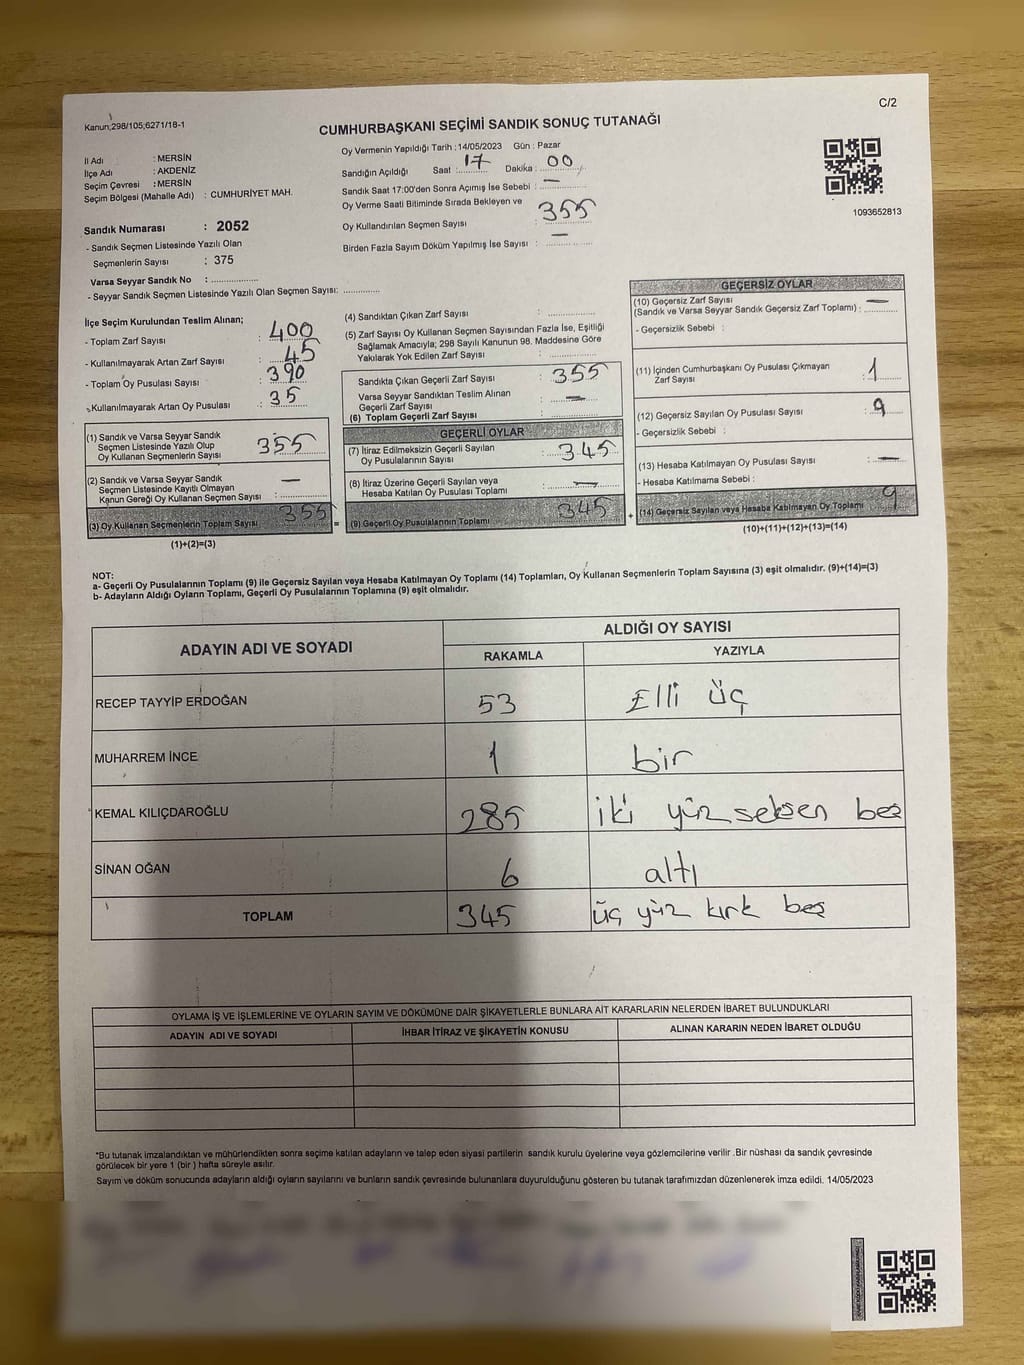 C/2
Kanun;298/105;6271/18-1
CUMHURBAŞKANI SEÇİMİ SANDIK SONUÇ TUTANAĞI
İl Adı : MERSİN
İlçe Adı : AKDENİZ
Seçim Çevresi : MERSİN
Seçim Bölgesi (Mahalle Adı) : CUMHURİYET MAH.
Sandık Numarası : 2052
- Sandık Seçmen Listesinde Yazılı Olan
Seçmenlerin Sayısı : 375
Varsa Seyyar Sandık No : ..............
- Seyyar Sandık Seçmen Listesinde Yazılı Olan Seçmen Sayısı: .............
Oy Vermenin Yapıldığı Tarih :14/05/2023 Gün : Pazar
Sandığın Açıldığı Saat : 17 Dakika : 00
Sandık Saat 17:00'den Sonra Açımış İse Sebebi : —
Oy Verme Saati Bitiminde Sırada Bekleyen ve
Oy Kullandırılan Seçmen Sayısı : 355
Birden Fazla Sayım Döküm Yapılmış İse Sayısı : —
1093652813
İlçe Seçim Kurulundan Teslim Alınan;
- Toplam Zarf Sayısı : 400
- Kullanılmayarak Artan Zarf Sayısı : 45
- Toplam Oy Pusulası Sayısı : 390
- Kullanılmayarak Artan Oy Pusulası : 35
(1) Sandık ve Varsa Seyyar Sandık
Seçmen Listesinde Yazılı Olup
Oy Kullanan Seçmenlerin Sayısı : 355
(2) Sandık ve Varsa Seyyar Sandık
Seçmen Listesinde Kayıtlı Olmayan
Kanun Gereği Oy Kullanan Seçmen Sayısı : —
(3) Oy Kullanan Seçmenlerin Toplam Sayısı 355 =
(1)+(2)=(3)
(4) Sandıktan Çıkan Zarf Sayısı : ..............
(5) Zarf Sayısı Oy Kullanan Seçmen Sayısından Fazla İse, Eşitliği
Sağlamak Amacıyla; 298 Sayılı Kanunun 98. Maddesine Göre
Yakılarak Yok Edilen Zarf Sayısı : ..............
Sandıkta Çıkan Geçerli Zarf Sayısı : 355
Varsa Seyyar Sandıktan Teslim Alınan
Geçerli Zarf Sayısı : —
(6) Toplam Geçerli Zarf Sayısı : ..............
GEÇERLİ OYLAR
(7) İtiraz Edilmeksizin Geçerli Sayılan
Oy Pusulalarının Sayısı : 345
(8) İtiraz Üzerine Geçerli Sayılan veya
Hesaba Katılan Oy Pusulası Toplamı : —
(9) Geçerli Oy Pusulalarının Toplamı 345 +
GEÇERSİZ OYLAR
(10) Geçersiz Zarf Sayısı
(Sandık ve Varsa Seyyar Sandık Geçersiz Zarf Toplamı) : —
- Geçersizlik Sebebi :
(11) İçinden Cumhurbaşkanı Oy Pusulası Çıkmayan
Zarf Sayısı : 1
(12) Geçersiz Sayılan Oy Pusulası Sayısı : 9
- Geçersizlik Sebebi :
(13) Hesaba Katılmayan Oy Pusulası Sayısı : —
- Hesaba Katılmama Sebebi :
(14) Geçersiz Sayılan veya Hesaba Katılmayan Oy Toplamı 9
(10)+(11)+(12)+(13)=(14)
NOT:
a- Geçerli Oy Pusulalarının Toplamı (9) ile Geçersiz Sayılan veya Hesaba Katılmayan Oy Toplamı (14) Toplamları, Oy Kullanan Seçmenlerin Toplam Sayısına (3) eşit olmalıdır. (9)+(14)=(3)
b- Adayların Aldığı Oyların Toplamı, Geçerli Oy Pusulalarının Toplamına (9) eşit olmalıdır.
ADAYIN ADI VE SOYADI ALDIĞI OY SAYISI
RAKAMLA YAZIYLA
RECEP TAYYİP ERDOĞAN 53 Elli üç
MUHARREM İNCE 1 bir
KEMAL KILIÇDAROĞLU 285 iki yüz seksen beş
SİNAN OĞAN 6 altı
TOPLAM 345 üç yüz kırk beş
OYLAMA İŞ VE İŞLEMLERİNE VE OYLARIN SAYIM VE DÖKÜMÜNE DAİR ŞİKAYETLERLE BUNLARA AİT KARARLARIN NELERDEN İBARET BULUNDUKLARI
ADAYIN ADI VE SOYADI İHBAR İTİRAZ VE ŞİKAYETİN KONUSU ALINAN KARARIN NEDEN İBARET OLDUĞU
*Bu tutanak imzalandıktan ve mühürlendikten sonra seçime katılan adayların ve talep eden siyasi partilerin sandık kurulu üyelerine veya gözlemcilerine verilir .Bir nüshası da sandık çevresinde
görülecek bir yere 1 (bir ) hafta süreyle asılır.
Sayım ve döküm sonucunda adayların aldığı oyların sayılarını ve bunların sandık çevresinde bulunanlara duyurulduğunu gösteren bu tutanak tarafımızdan düzenlenerek imza edildi. 14/05/2023